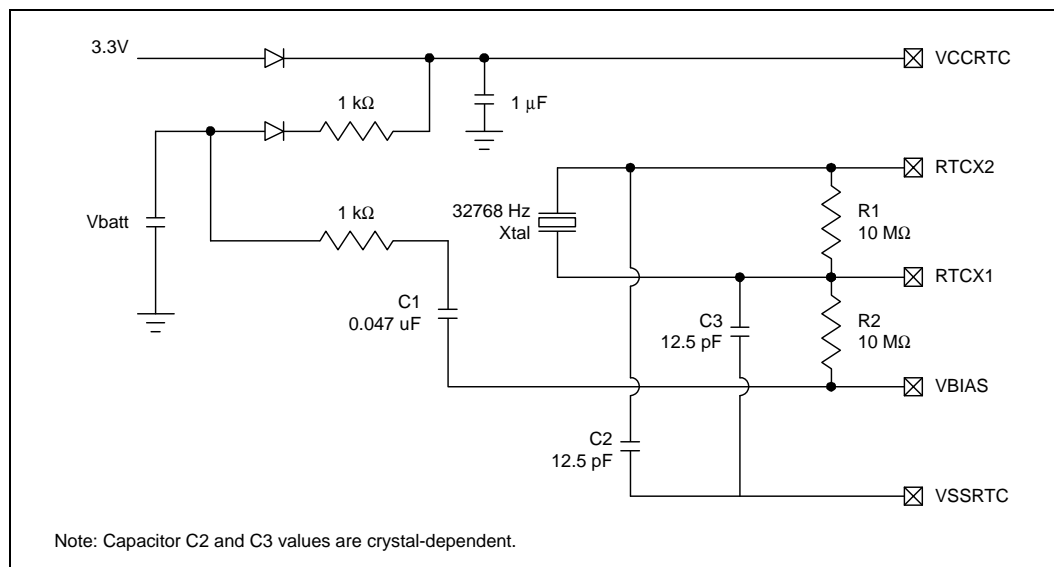 3.3V
VCCRTC
1 kΩ
1 μF
RTCX2
Vbatt
1 kΩ
32768 Hz
Xtal
R1
10 MΩ
RTCX1
C1
0.047 uF
C3
12.5 pF
R2
10 MΩ
VBIAS
C2
12.5 pF
VSSRTC
Note: Capacitor C2 and C3 values are crystal-dependent.